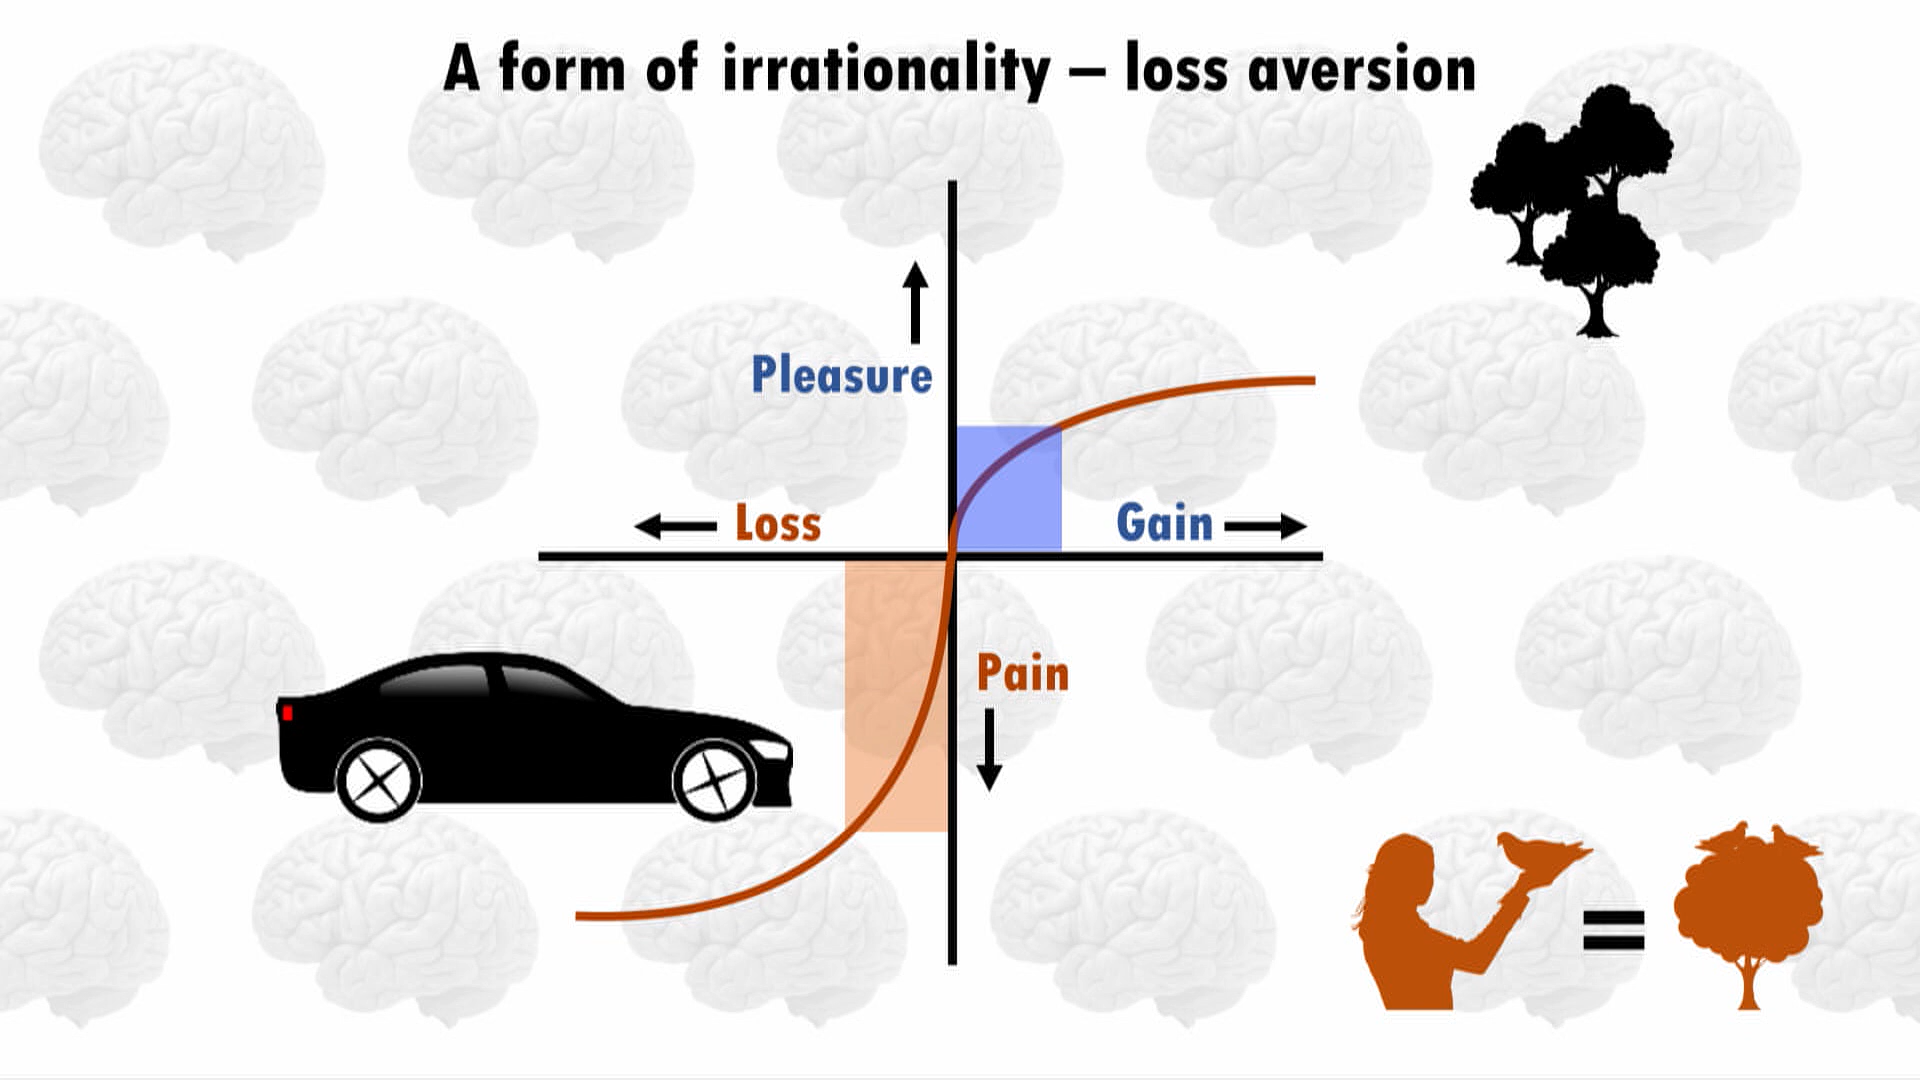 A form of irrationality – loss aversion
Pleasure
Loss
Gain
Pain
=